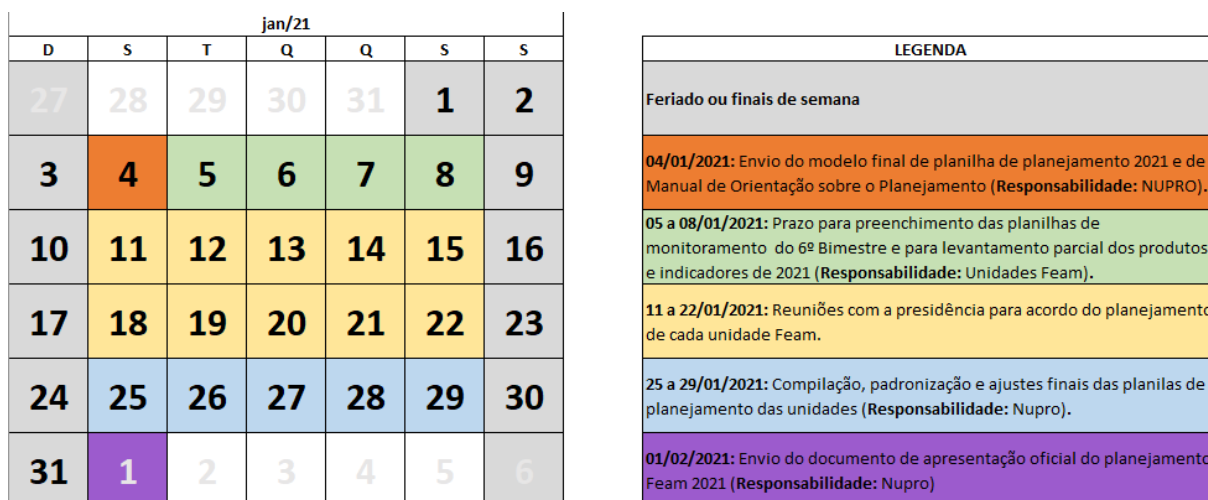 jan/21
D S T Q Q S S
27 28 29 30 31 1 2
3 4 5 6 7 8 9
10 11 12 13 14 15 16
17 18 19 20 21 22 23
24 25 26 27 28 29 30
31 1 2 3 4 5 6
LEGENDA
Feriado ou finais de semana
04/01/2021: Envio do modelo final de planilha de planejamento 2021 e de
Manual de Orientação sobre o Planejamento (Responsabilidade: NUPRO).
05 a 08/01/2021: Prazo para preenchimento das planilhas de
monitoramento do 6º Bimestre e para levantamento parcial dos produtos
e indicadores de 2021 (Responsabilidade: Unidades Feam).
11 a 22/01/2021: Reuniões com a presidência para acordo do planejamento
de cada unidade Feam.
25 a 29/01/2021: Compilação, padronização e ajustes finais das planilas de
planejamento das unidades (Responsabilidade: Nupro).
01/02/2021: Envio do documento de apresentação oficial do planejamento
Feam 2021 (Responsabilidade: Nupro)